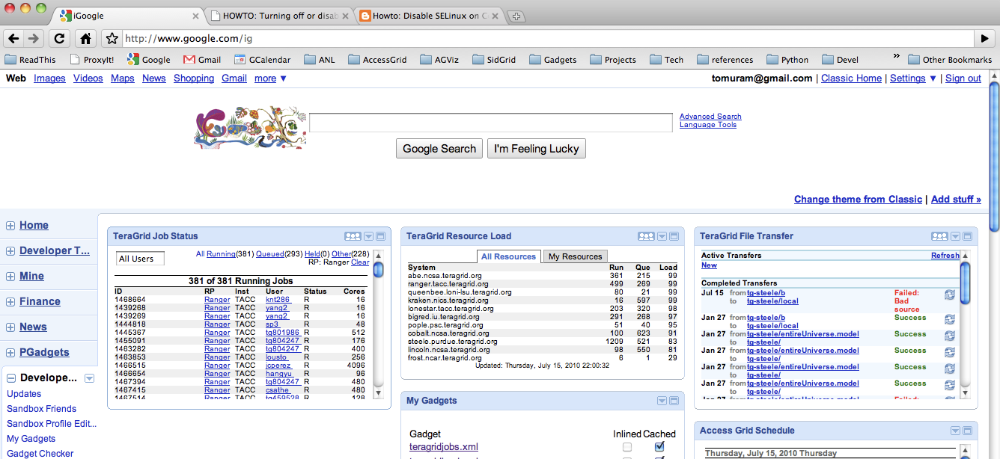 iGoogle
HOWTO: Turning off or disab
Howto: Disable SELinux on C
http://www.google.com/ig
ReadThis ProxyIt! Google Gmail GCalendar ANL AccessGrid AGViz SidGrid Gadgets Projects Tech references Python Devel » Other Bookmarks
Web Images Videos Maps News Shopping Gmail more ▼
tomuram@gmail.com | Classic Home | Settings ▼ | Sign out
Google
Advanced Search
Language Tools
Google Search I'm Feeling Lucky
Change theme from Classic | Add stuff »
Home
Developer T...
Mine
Finance
News
PGadgets
Develope...
Updates
Sandbox Friends
Sandbox Profile Edit...
My Gadgets
Gadget Checker
TeraGrid Job Status
All Users
All Running(381) Queued(293) Held(0) Other(228)
RP: Ranger Clear
381 of 381 Running Jobs
ID RP Inst User Status Cores
1468664 Ranger TACC knt286 R 16
1439268 Ranger TACC yang2 R 16
1439269 Ranger TACC yang2 R 16
1444818 Ranger TACC sp3 R 48
1445367 Ranger TACC tg801986 R 512
1455091 Ranger TACC tg804247 R 176
1463282 Ranger TACC tg804247 R 400
1463853 Ranger TACC lousto R 256
1466515 Ranger TACC jcperez R 4096
1466654 Ranger TACC hangyu R 96
1467394 Ranger TACC tg804247 R 480
1467415 Ranger TACC csathe R 480
1467514 Ranger TACC tg459528 R 128
TeraGrid Resource Load
All Resources My Resources
System Run Que Load
abe.ncsa.teragrid.org 361 215 99
ranger.tacc.teragrid.org 499 269 99
queenbee.loni-lsu.teragrid.org 80 21 99
kraken.nics.teragrid.org 16 597 99
lonestar.tacc.teragrid.org 203 320 98
bigred.iu.teragrid.org 291 268 97
pople.psc.teragrid.org 51 40 95
cobalt.ncsa.teragrid.org 100 623 91
steele.purdue.teragrid.org 1209 521 83
lincoln.ncsa.teragrid.org 98 550 81
frost.ncar.teragrid.org 6 1 29
Updated: Thursday, July 15, 2010 22:00:32
My Gadgets
Gadget Inlined Cached
teragridjobs.xml
TeraGrid File Transfer
Active Transfers Refresh
New
Completed Transfers
Jul 15 from tg-steele/b Failed:
to tg-steele/local Bad
source
Jan 27 from tg-steele/b Success
to tg-steele/local
Jan 27 from tg-steele/entireUniverse.model Success
to tg-steele/
Jan 27 from tg-steele/entireUniverse.model Success
to tg-steele/
Jan 27 from tg-steele/entireUniverse.model Success
to tg-steele/
Jan 27 from tg-steele/entireUniverse.model Success
to tg-steele/
Jan 27 from tg-steele/entireUniverse.model Failed:
Access Grid Schedule
Thursday, July 15, 2010 Thursday